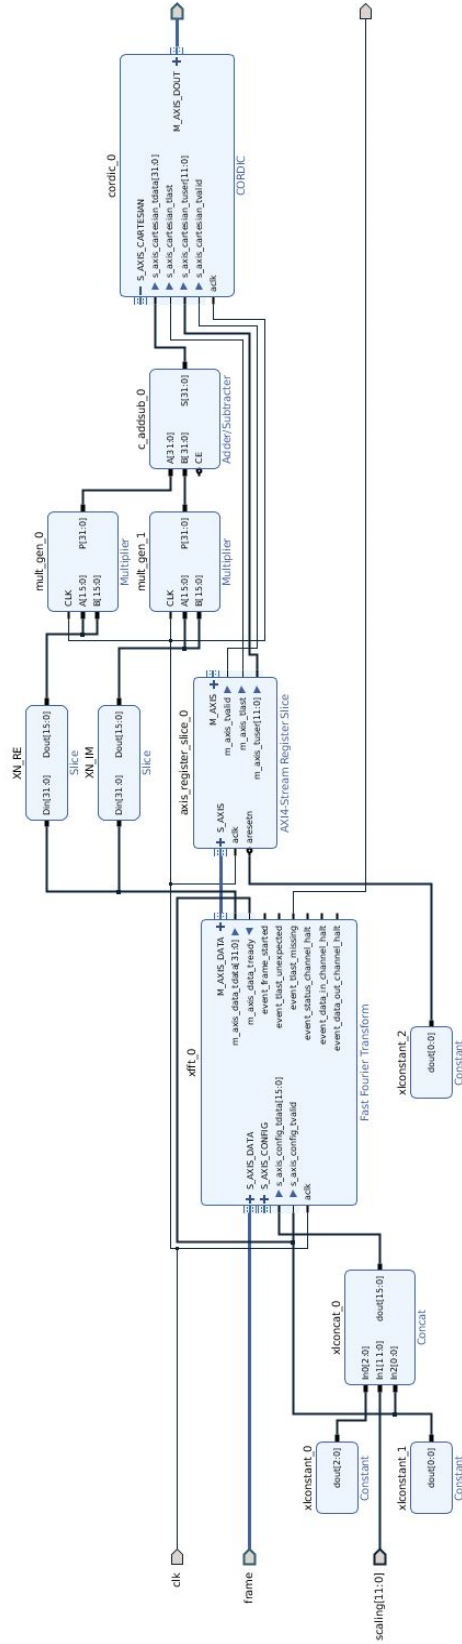 clk
frame
scaling[11:0]
xlconstant_0
dout[2:0]
Constant
xlconstant_1
dout[0:0]
Constant
xlconcat_0
In0[2:0]
In1[11:0]
In2[0:0]
dout[15:0]
Concat
xfft_0
S_AXIS_DATA
S_AXIS_CONFIG
s_axis_config_tdata[15:0]
s_axis_config_tvalid
aclk
M_AXIS_DATA
m_axis_data_tdata[31:0]
m_axis_data_tready
event_frame_started
event_tlast_unexpected
event_tlast_missing
event_status_channel_halt
event_data_in_channel_halt
event_data_out_channel_halt
Fast Fourier Transform
xlconstant_2
dout[0:0]
Constant
XN_RE
Din[31:0]
Dout[15:0]
Slice
XN_IM
Din[31:0]
Dout[15:0]
Slice
axis_register_slice_0
S_AXIS
aclk
aresetn
M_AXIS
m_axis_tvalid
m_axis_tlast
m_axis_tuser[11:0]
AXI4-Stream Register Slice
mult_gen_0
CLK
A[15:0]
B[15:0]
P[31:0]
Multiplier
mult_gen_1
CLK
A[15:0]
B[15:0]
P[31:0]
Multiplier
c_addsub_0
A[31:0]
B[31:0]
CE
S[31:0]
Adder/Subtracter
cordic_0
S_AXIS_CARTESIAN
s_axis_cartesian_tdata[31:0]
s_axis_cartesian_tlast
s_axis_cartesian_tuser[11:0]
s_axis_cartesian_tvalid
aclk
M_AXIS_DOUT
CORDIC